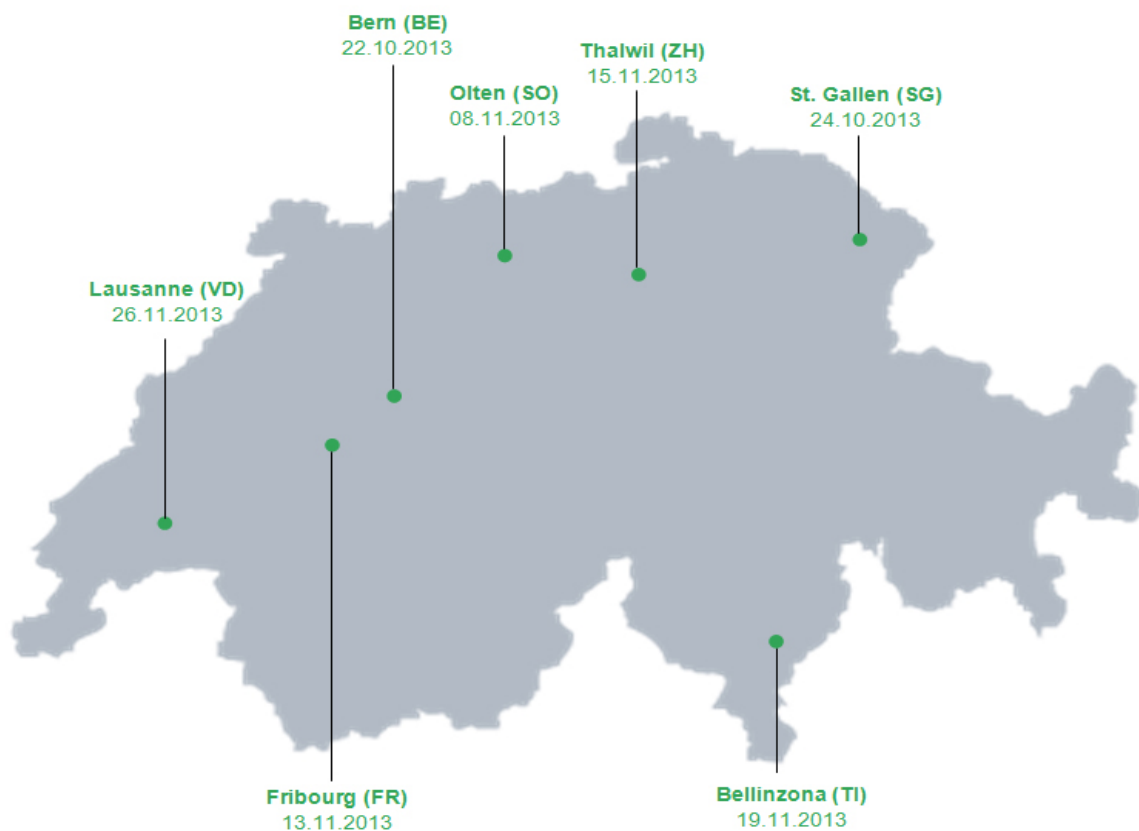 Bern (BE)
22.10.2013
Thalwil (ZH)
15.11.2013
Olten (SO)
08.11.2013
St. Gallen (SG)
24.10.2013
Lausanne (VD)
26.11.2013
Fribourg (FR)
13.11.2013
Bellinzona (TI)
19.11.2013